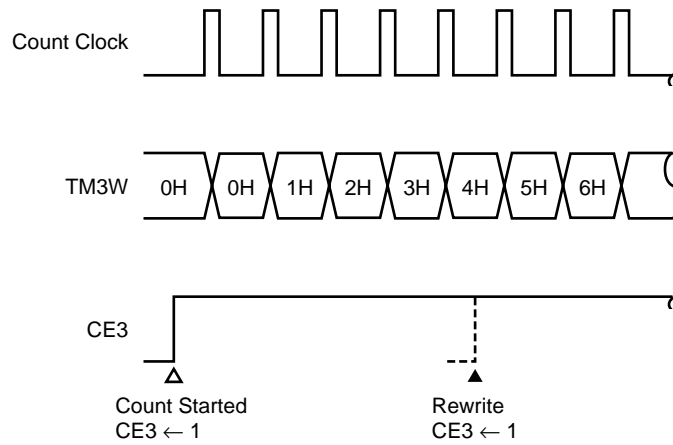 Count Clock
TM3W 0H 0H 1H 2H 3H 4H 5H 6H
CE3
Count Started Rewrite
CE3 ← 1 CE3 ← 1